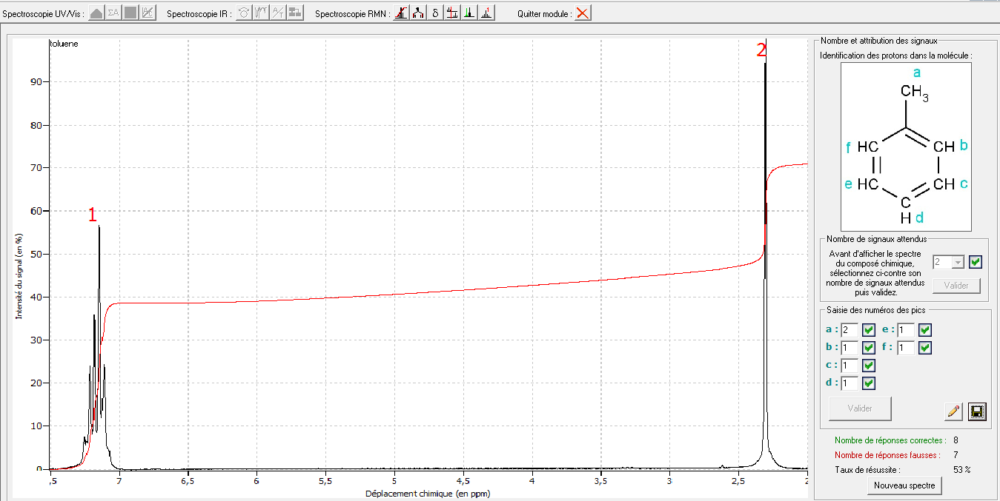 Spectroscopie UV/Vis : ΣA Spectroscopie IR : A/T Spectroscopie RMN : δ Quitter module :
toluene
90
80
70
60
50
40
30
20
10
0
Intensité du signal (en %)
1
2
,5 7 6,5 6 5,5 5 4,5 4 3,5 3 2,5 2
Déplacement chimique (en ppm)
Nombre et attribution des signaux
Identification des protons dans la molécule :
a
CH3
f HC CH b
e HC CH c
C
H d
Nombre de signaux attendus
Avant d'afficher le spectre
du composé chimique,
sélectionnez ci-contre son
nombre de signaux attendus
puis validez.
2
Valider
Saisie des numéros des pics
a : 2 e : 1
b : 1 f : 1
c : 1
d : 1
Valider
Nombre de réponses correctes : 8
Nombre de réponses fausses : 7
Taux de résussite : 53 %
Nouveau spectre